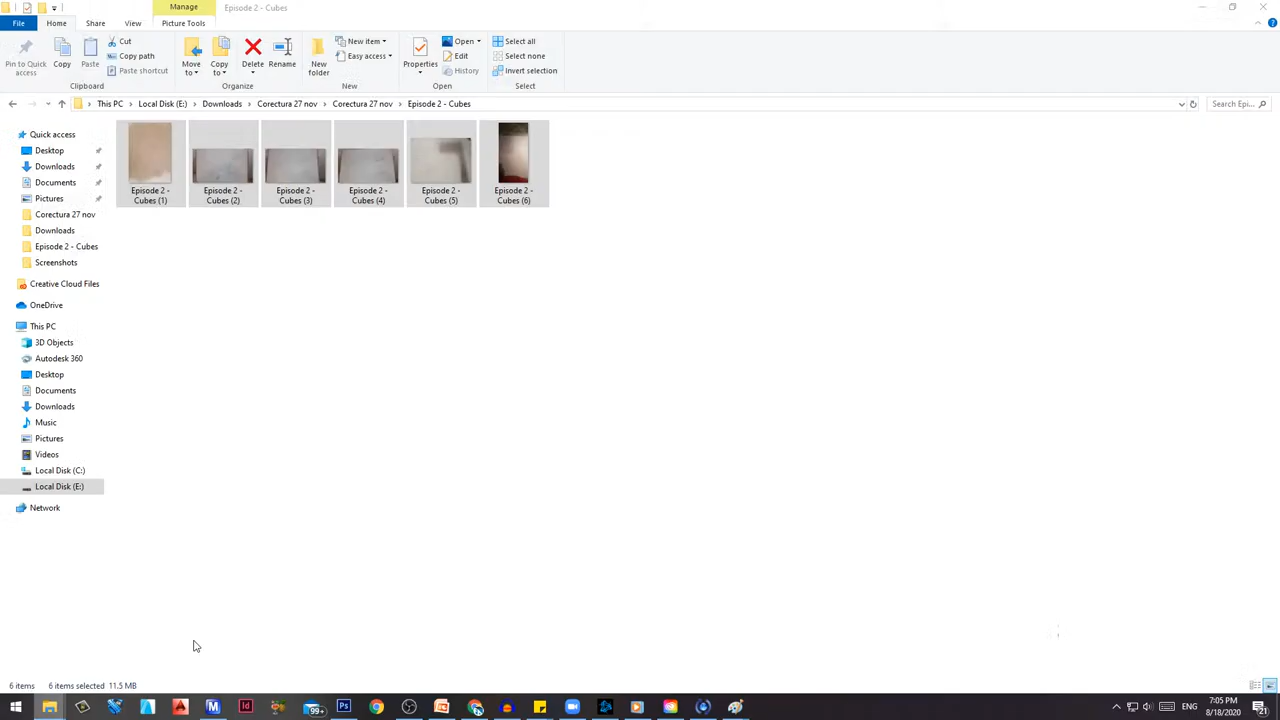 Manage
Episode 2 - Cubes
File
Home
Share
View
Picture Tools
Pin to Quick access
Copy
Paste
Cut
Copy path
Paste shortcut
Clipboard
Move to
Copy to
Delete
Rename
Organize
New folder
New item
Easy access
New
Properties
Open
Edit
History
Open
Select all
Select none
Invert selection
Select
This PC
Local Disk (E:)
Downloads
Corectura 27 nov
Corectura 27 nov
Episode 2 - Cubes
Search Epi...
Quick access
Desktop
Downloads
Documents
Pictures
Corectura 27 nov
Downloads
Episode 2 - Cubes
Screenshots
Creative Cloud Files
OneDrive
This PC
3D Objects
Autodesk 360
Desktop
Documents
Downloads
Music
Pictures
Videos
Local Disk (C:)
Local Disk (E:)
Network
Episode 2 -
Cubes (1)
Episode 2 -
Cubes (2)
Episode 2 -
Cubes (3)
Episode 2 -
Cubes (4)
Episode 2 -
Cubes (5)
Episode 2 -
Cubes (6)
6 items
6 items selected 11.5 MB
Id
99+
Ps
7:05 PM
8/18/2020
21